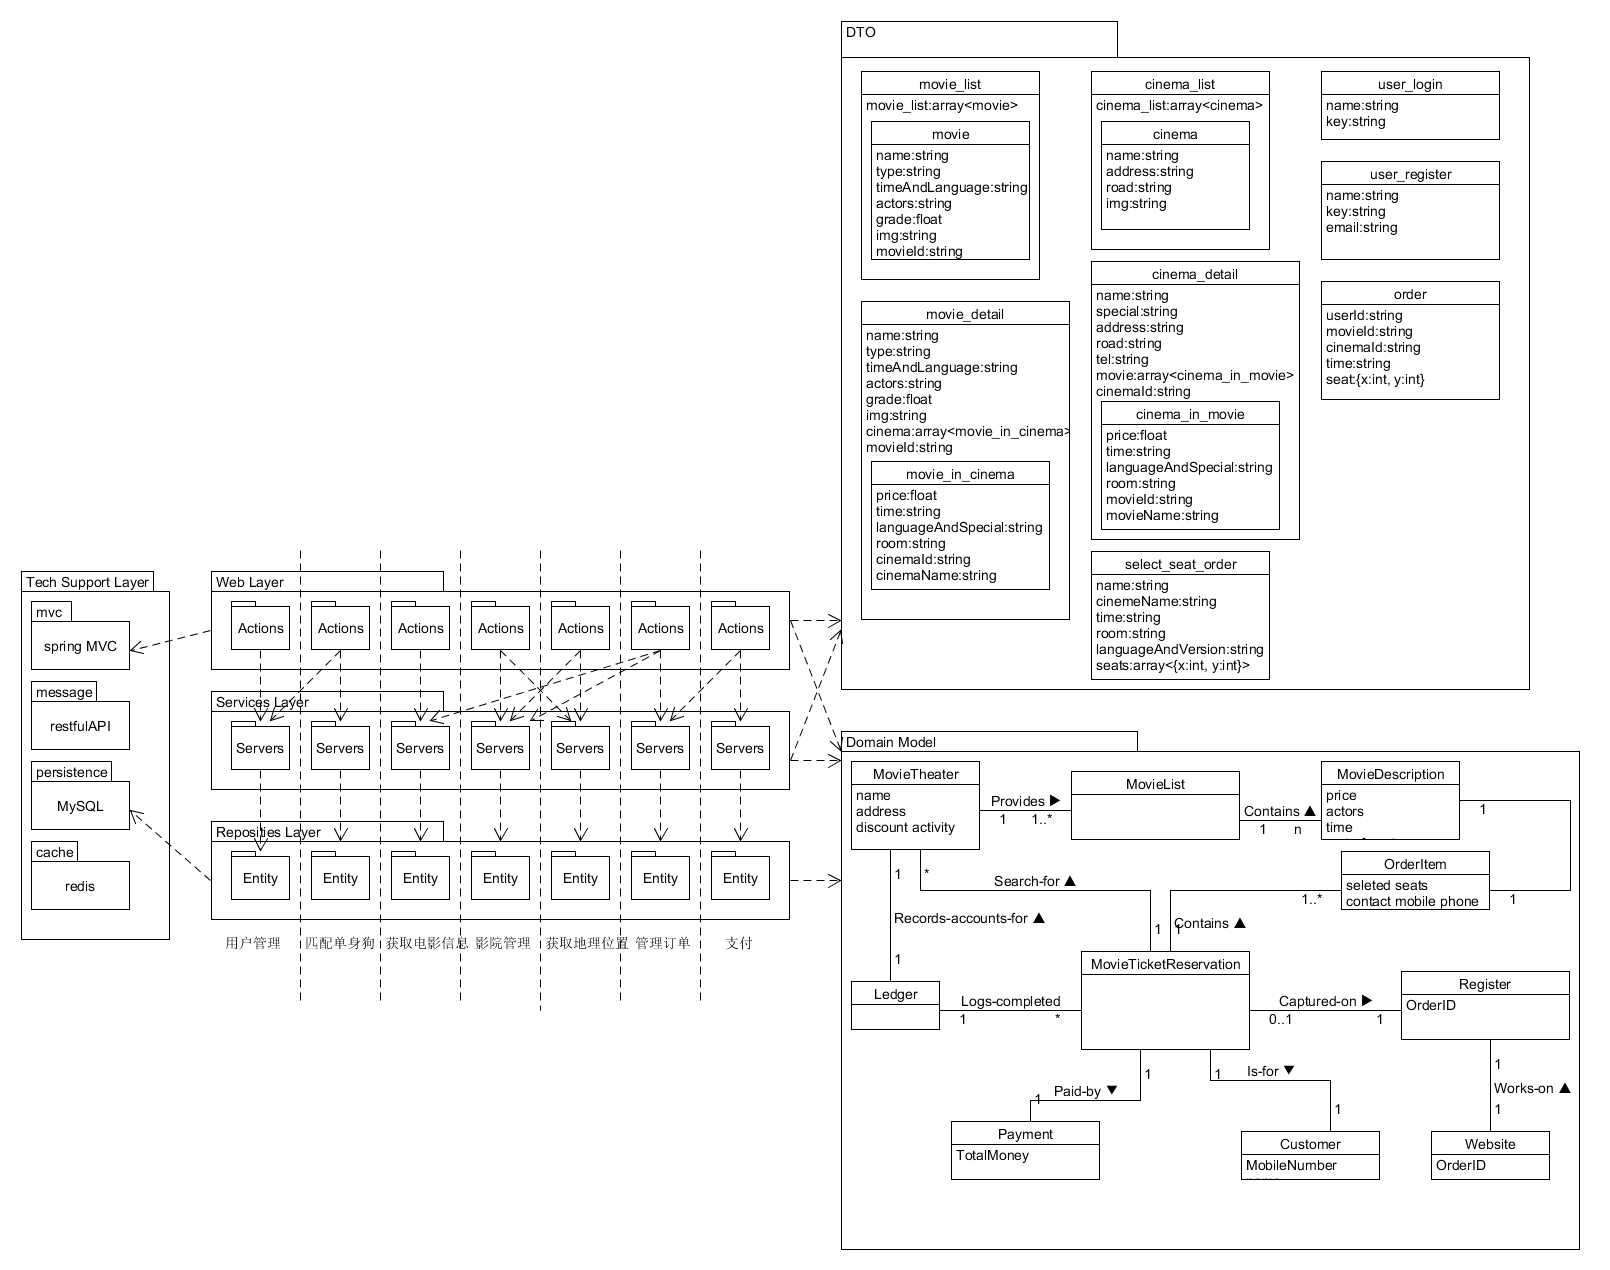 DTO
movie_list
movie_list:array<movie>
movie
name:string
type:string
timeAndLanguage:string
actors:string
grade:float
img:string
movieId:string
cinema_list
cinema_list:array<cinema>
cinema
name:string
address:string
road:string
img:string
user_login
name:string
key:string
user_register
name:string
key:string
email:string
movie_detail
name:string
type:string
timeAndLanguage:string
actors:string
grade:float
img:string
cinema:array<movie_in_cinema>
movieId:string
movie_in_cinema
price:float
time:string
languageAndSpecial:string
room:string
cinemaId:string
cinemaName:string
cinema_detail
name:string
special:string
address:string
road:string
tel:string
movie:array<cinema_in_movie>
cinemaId:string
cinema_in_movie
price:float
time:string
languageAndSpecial:string
room:string
movieId:string
movieName:string
order
userId:string
movieId:string
cinemaId:string
time:string
seat:{x:int, y:int}
select_seat_order
name:string
cinemeName:string
time:string
room:string
languageAndVersion:string
seats:array<{x:int, y:int}>
Tech Support Layer
mvc
spring MVC
message
restfulAPI
persistence
MySQL
cache
redis
Web Layer
Actions Actions Actions Actions Actions Actions Actions
Services Layer
Servers Servers Servers Servers Servers Servers Servers
Reposities Layer
Entity Entity Entity Entity Entity Entity Entity
用户管理 匹配单身狗 获取电影信息 影院管理 获取地理位置 管理订单 支付
Domain Model
MovieTheater
name
address
discount activity
Provides ▶
1 1..*
MovieList
Contains ▲
1 n
MovieDescription
price
actors
time
1
OrderItem
seleted seats
contact mobile phone
1
1..*
Contains ▲
1
1
*
Search-for ▲
1
Records-accounts-for ▲
1
Ledger
Logs-completed
1 *
MovieTicketReservation
Captured-on ▶
0..1 1
Register
OrderID
1
Works-on ▲
1
1
Paid-by ▼
1
1
Is-for ▼
1
Payment
TotalMoney
Customer
MobileNumber
Website
OrderID